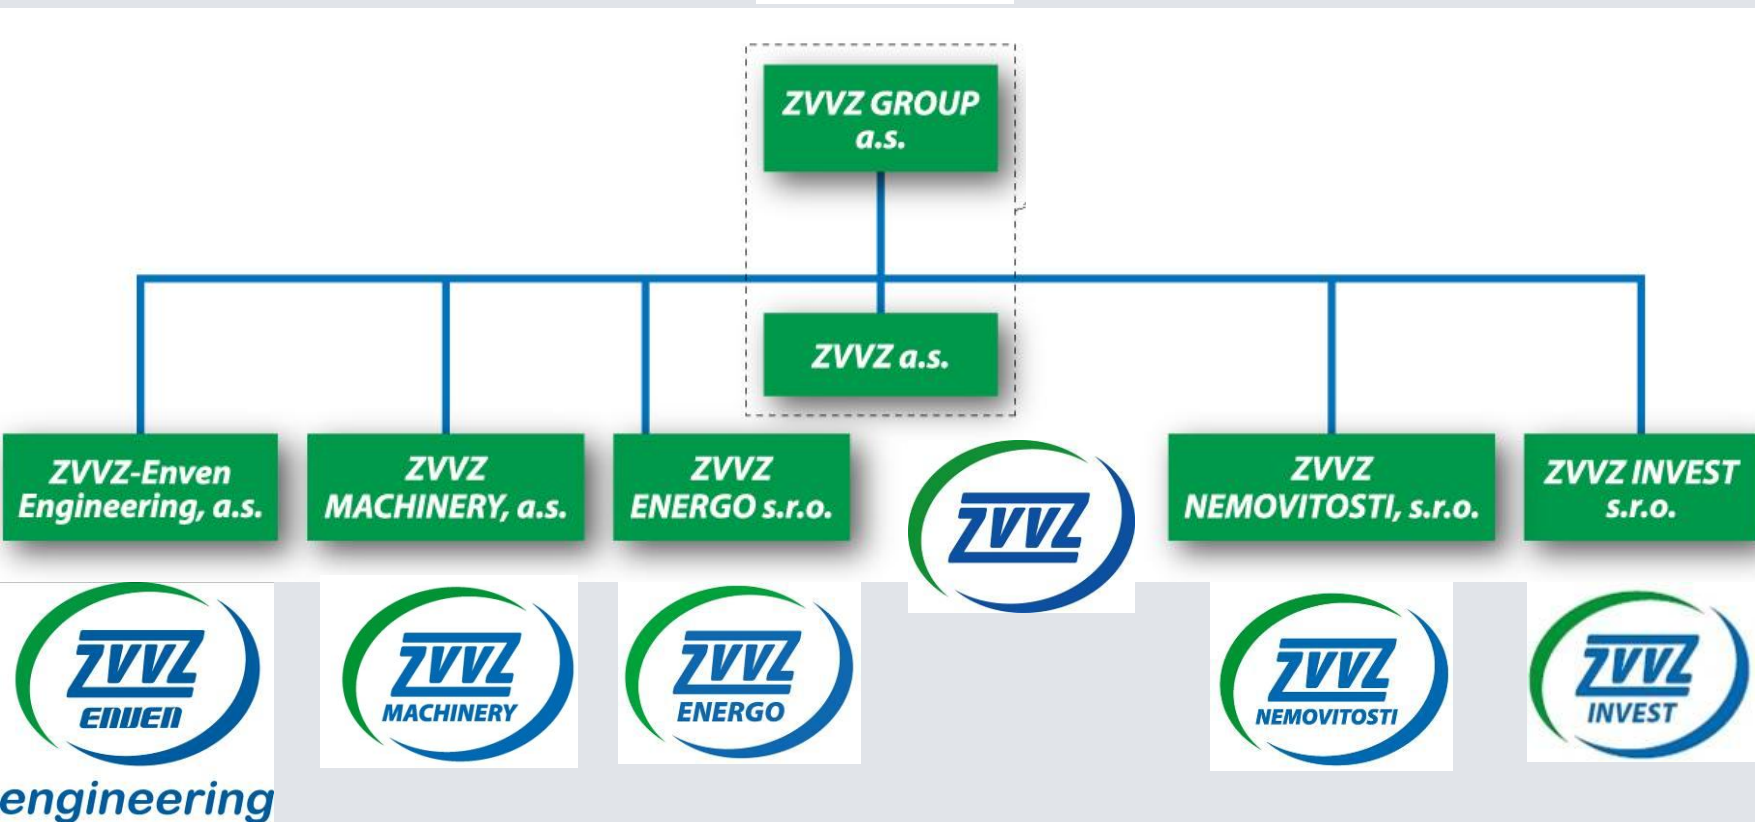 ZVVZ GROUP
a.s.
ZVVZ a.s.
ZVVZ-Enven
Engineering, a.s.
ZVVZ
MACHINERY, a.s.
ZVVZ
ENERGO s.r.o.
ZVVZ
NEMOVITOSTI, s.r.o.
ZVVZ INVEST
s.r.o.
ZVVZ
ZVVZ
ENVEN
engineering
ZVVZ
MACHINERY
ZVVZ
ENERGO
ZVVZ
NEMOVITOSTI
ZVVZ
INVEST